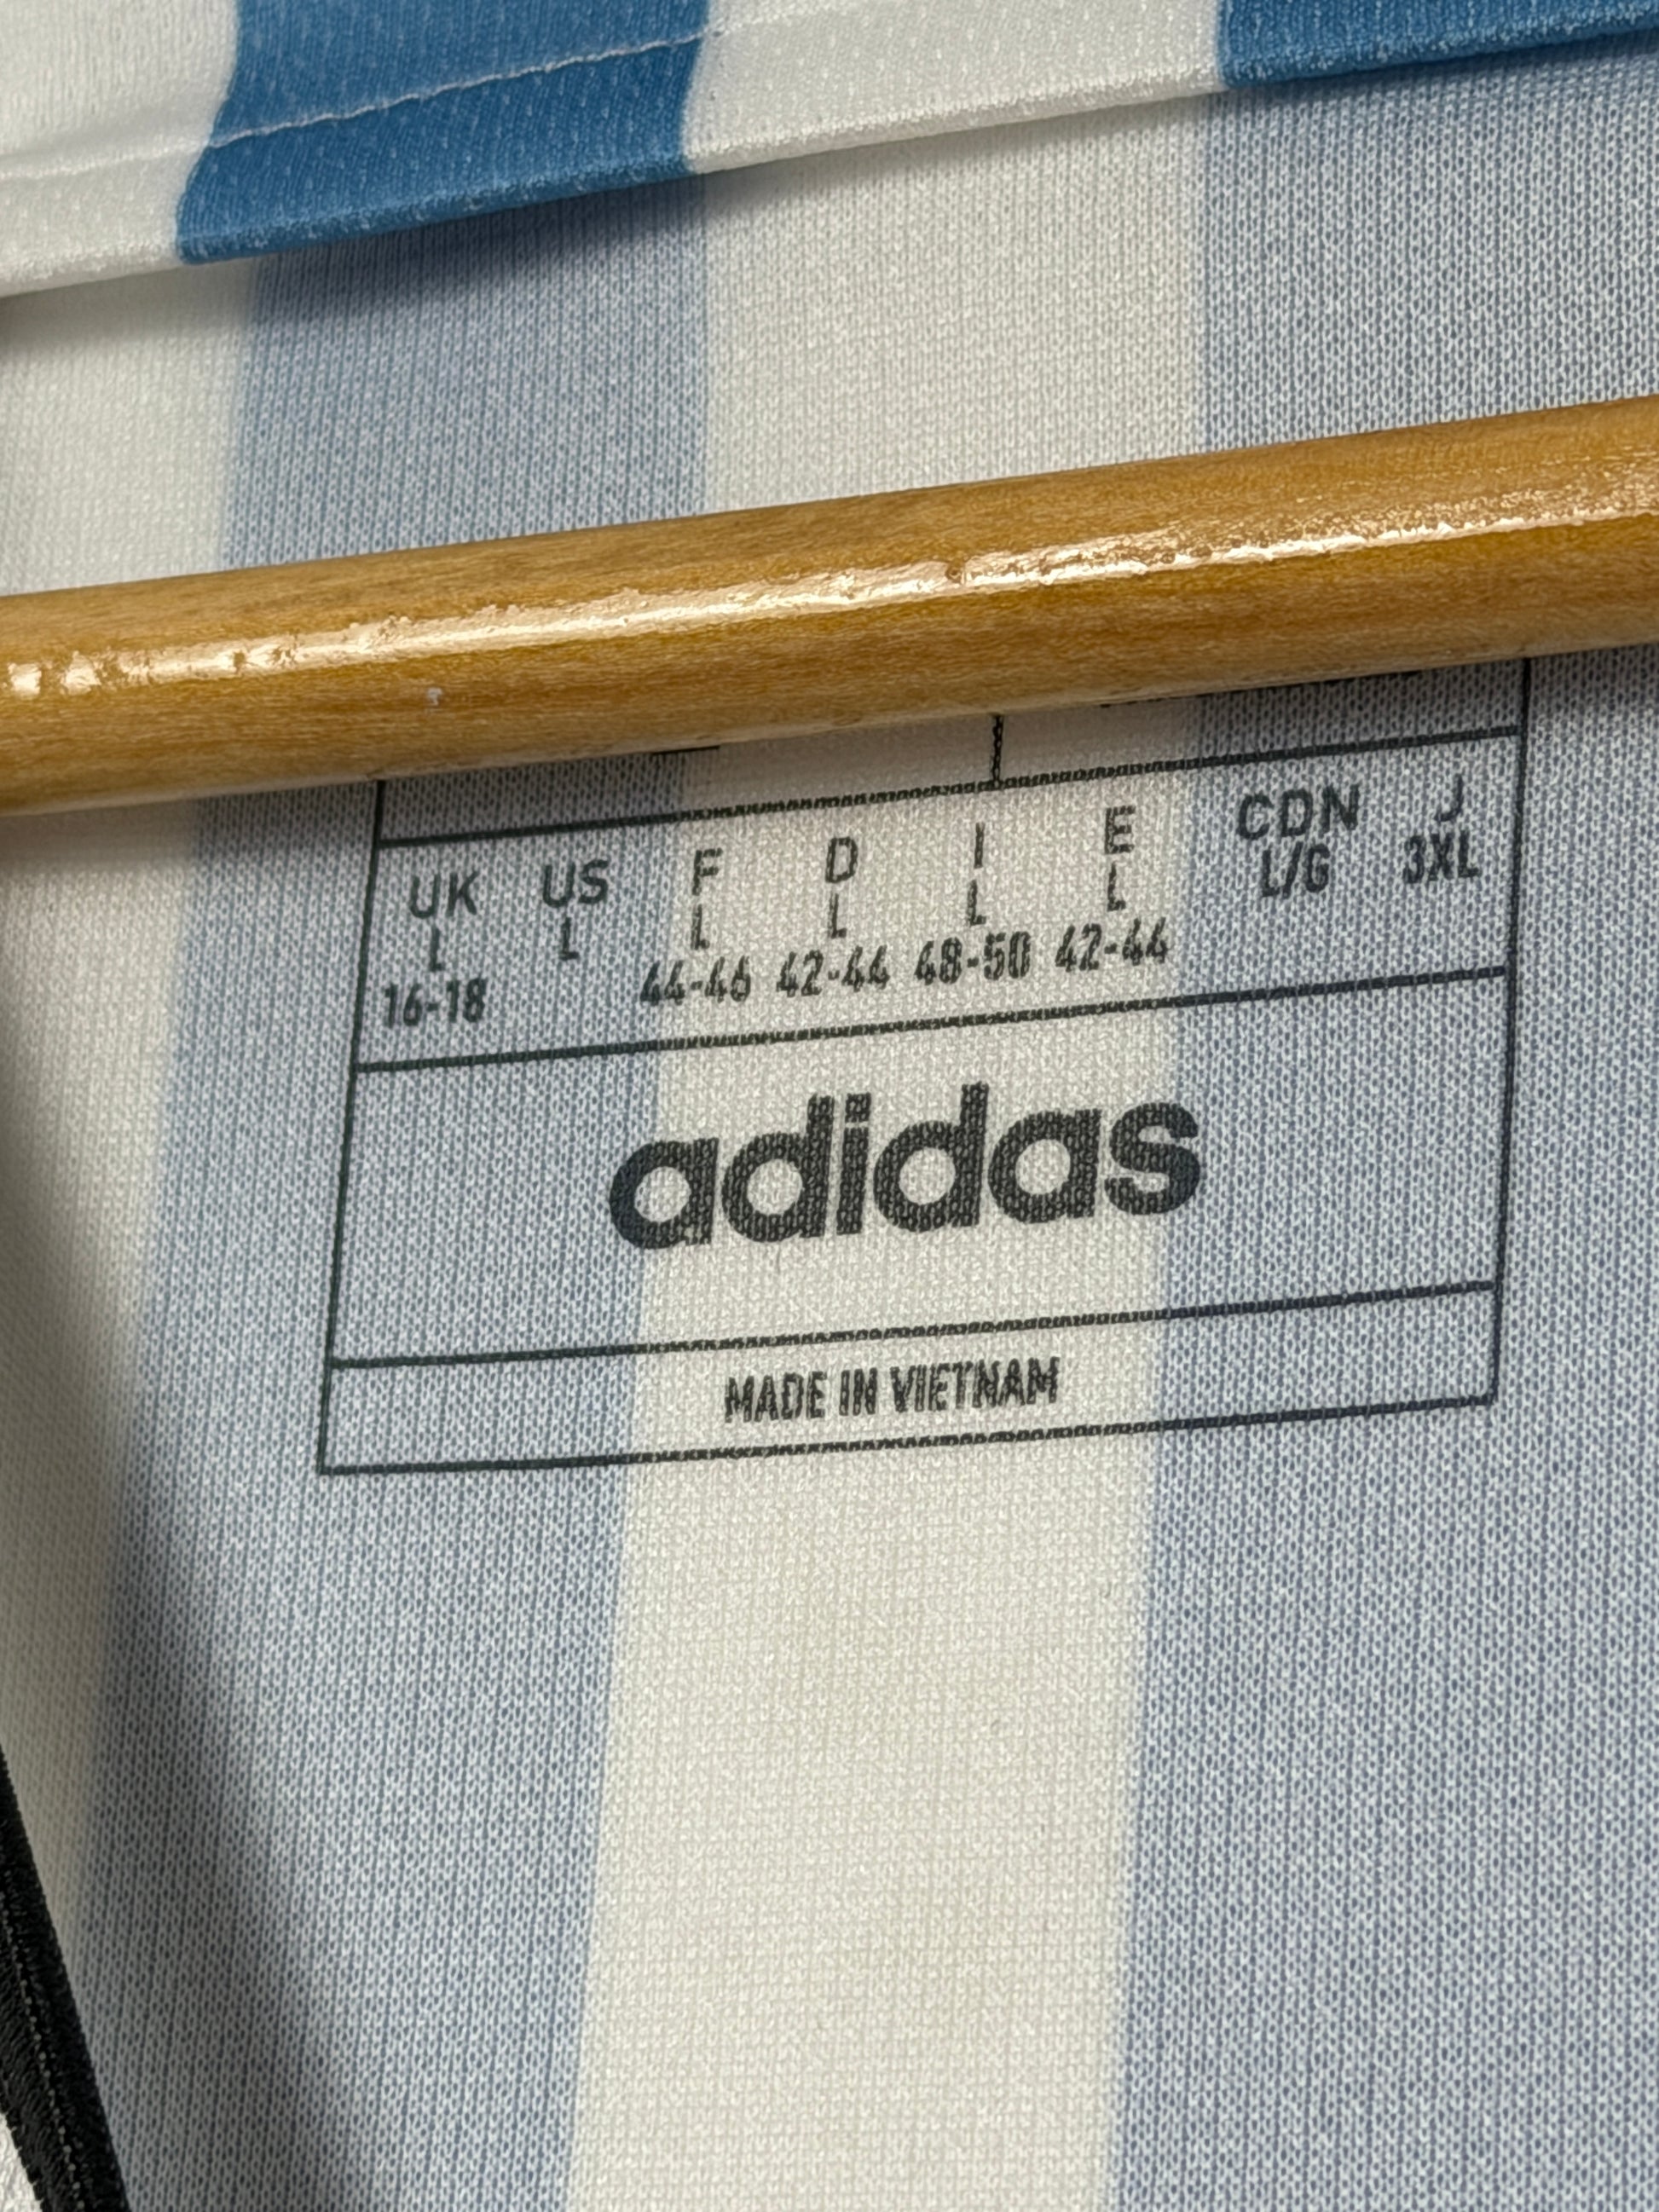 UK US F D I E CDN J
L L L L L L L/G 3XL
16-18 44-46 42-44 48-50 42-44
adidas
MADE IN VIETNAM